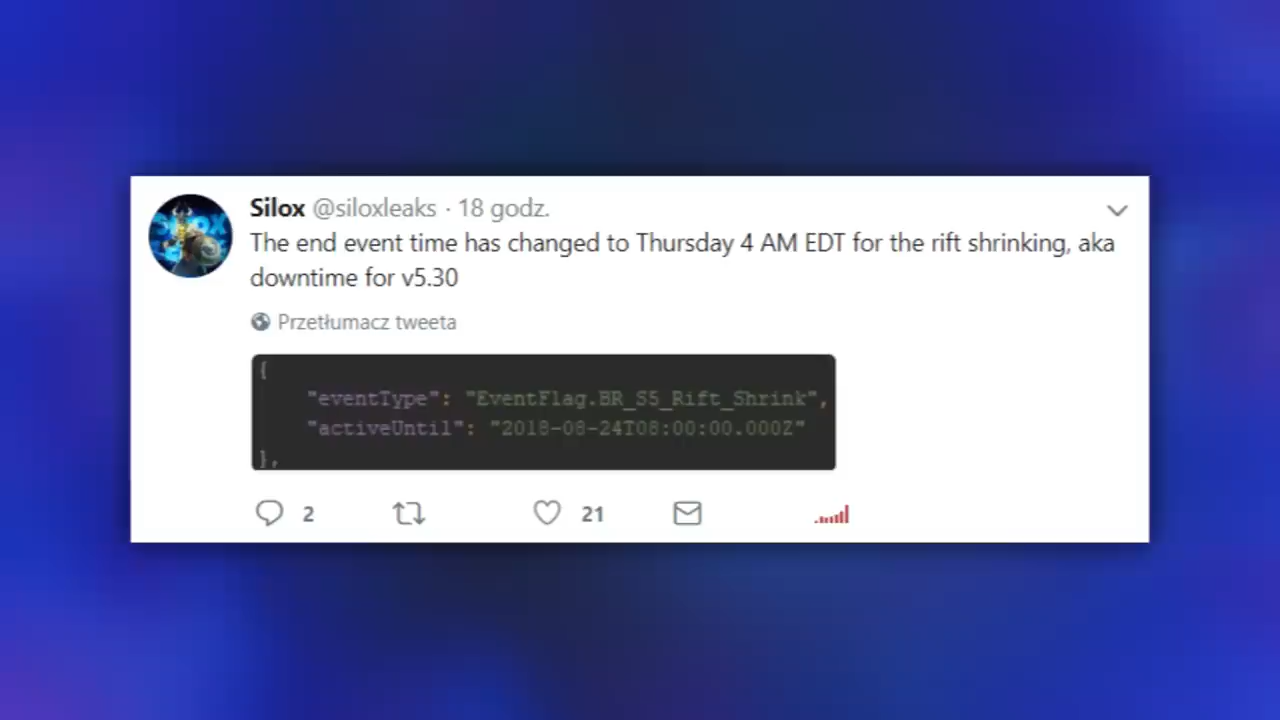 Silox @siloxleaks · 18 godz.
The end event time has changed to Thursday 4 AM EDT for the rift shrinking, aka
downtime for v5.30
Przetłumacz tweeta
{
"eventType": "EventFlag.BR_S5_Rift_Shrink",
"activeUntil": "2018-08-24T08:00:00.000Z"
},
2
21